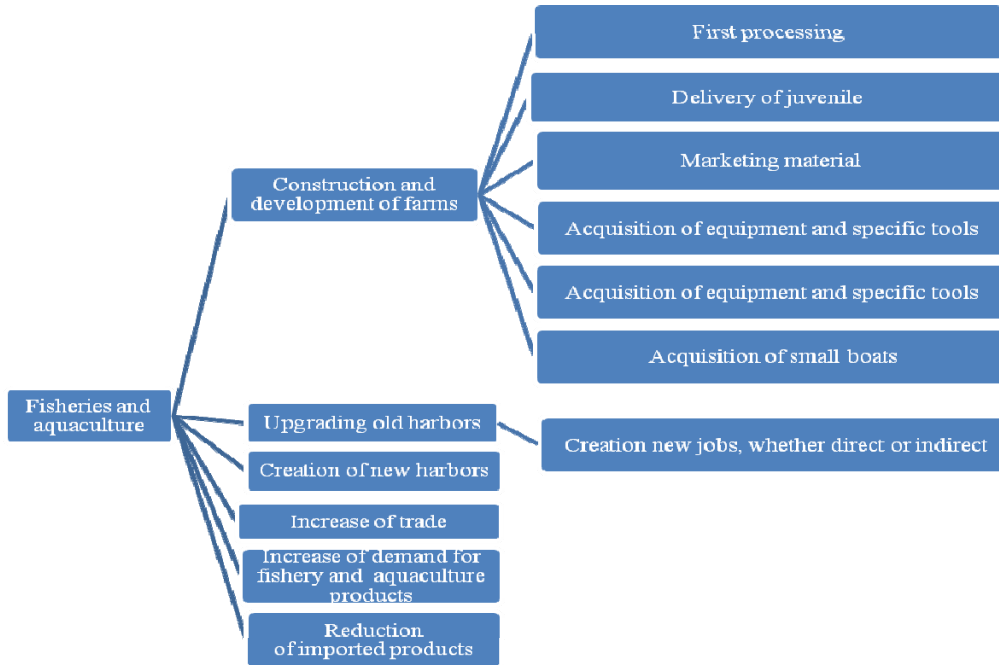 First processing
Delivery of juvenile
Marketing material
Construction and
development of farms
Acquisition of equipment and specific tools
Acquisition of equipment and specific tools
Acquisition of small boats
Fisheries and
aquaculture
Upgrading old harbors
Creation new jobs, whether direct or indirect
Creation of new harbors
Increase of trade
Increase of demand for
fishery and aquaculture
products
Reduction
of imported products